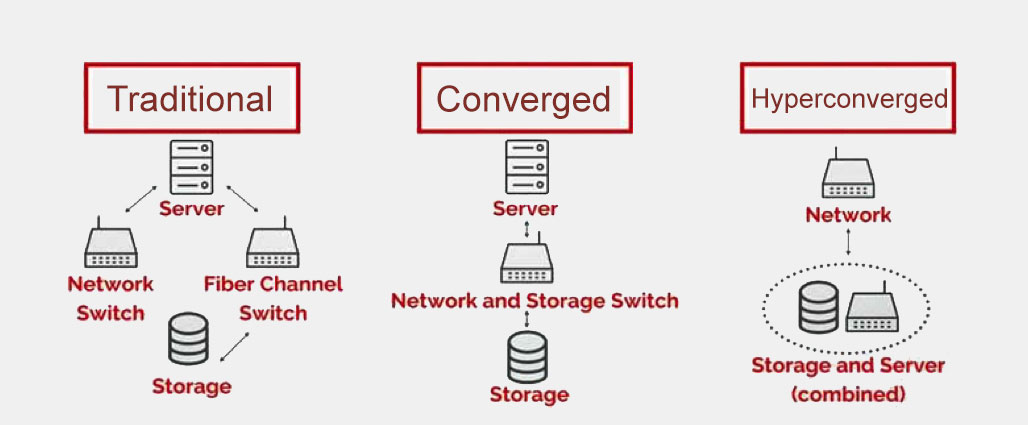 Traditional
Server
Network
Switch
Fiber Channel
Switch
Storage
Converged
Server
Network and Storage Switch
Storage
Hyperconverged
Network
Storage and Server
(combined)